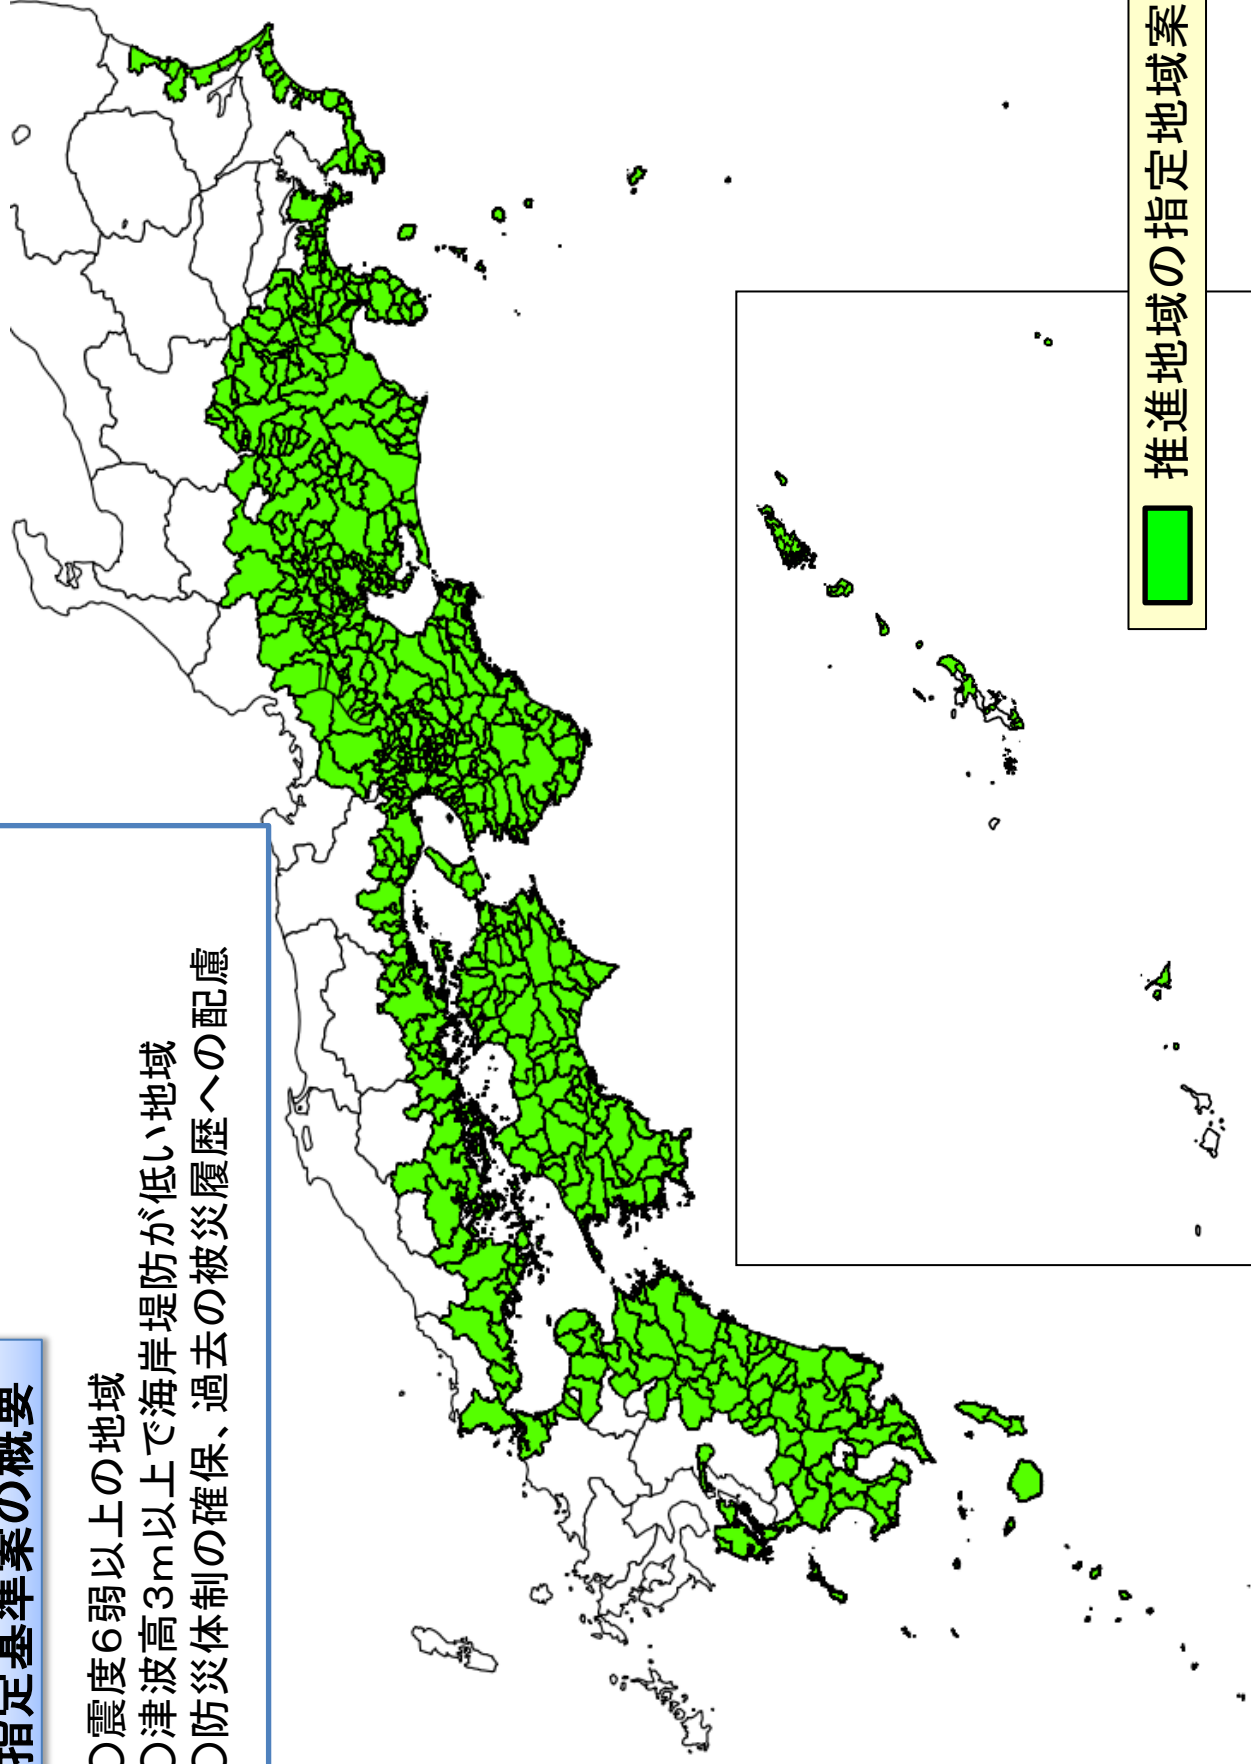 指定基準案の概要
○震度6弱以上の地域
○津波高3m以上で海岸堤防が低い地域
○防災体制の確保、過去の被災履歴への配慮
推進地域の指定地域案